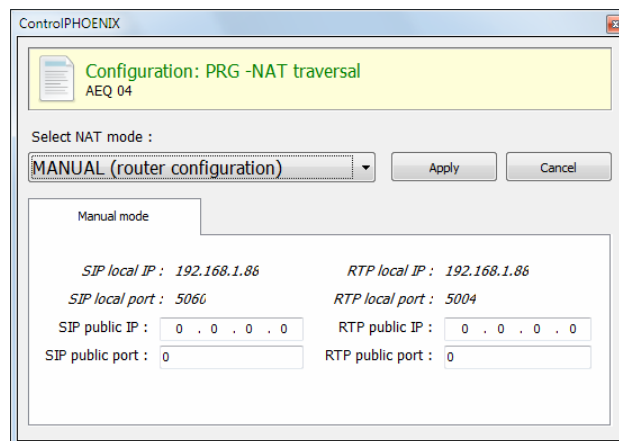 ControlPHOENIX
Configuration: PRG -NAT traversal
AEQ 04
Select NAT mode :
MANUAL (router configuration)
Apply
Cancel
Manual mode
SIP local IP : 192.168.1.88 RTP local IP : 192.168.1.88
SIP local port : 5060 RTP local port : 5004
SIP public IP : 0 . 0 . 0 . 0 RTP public IP : 0 . 0 . 0 . 0
SIP public port : 0 RTP public port : 0